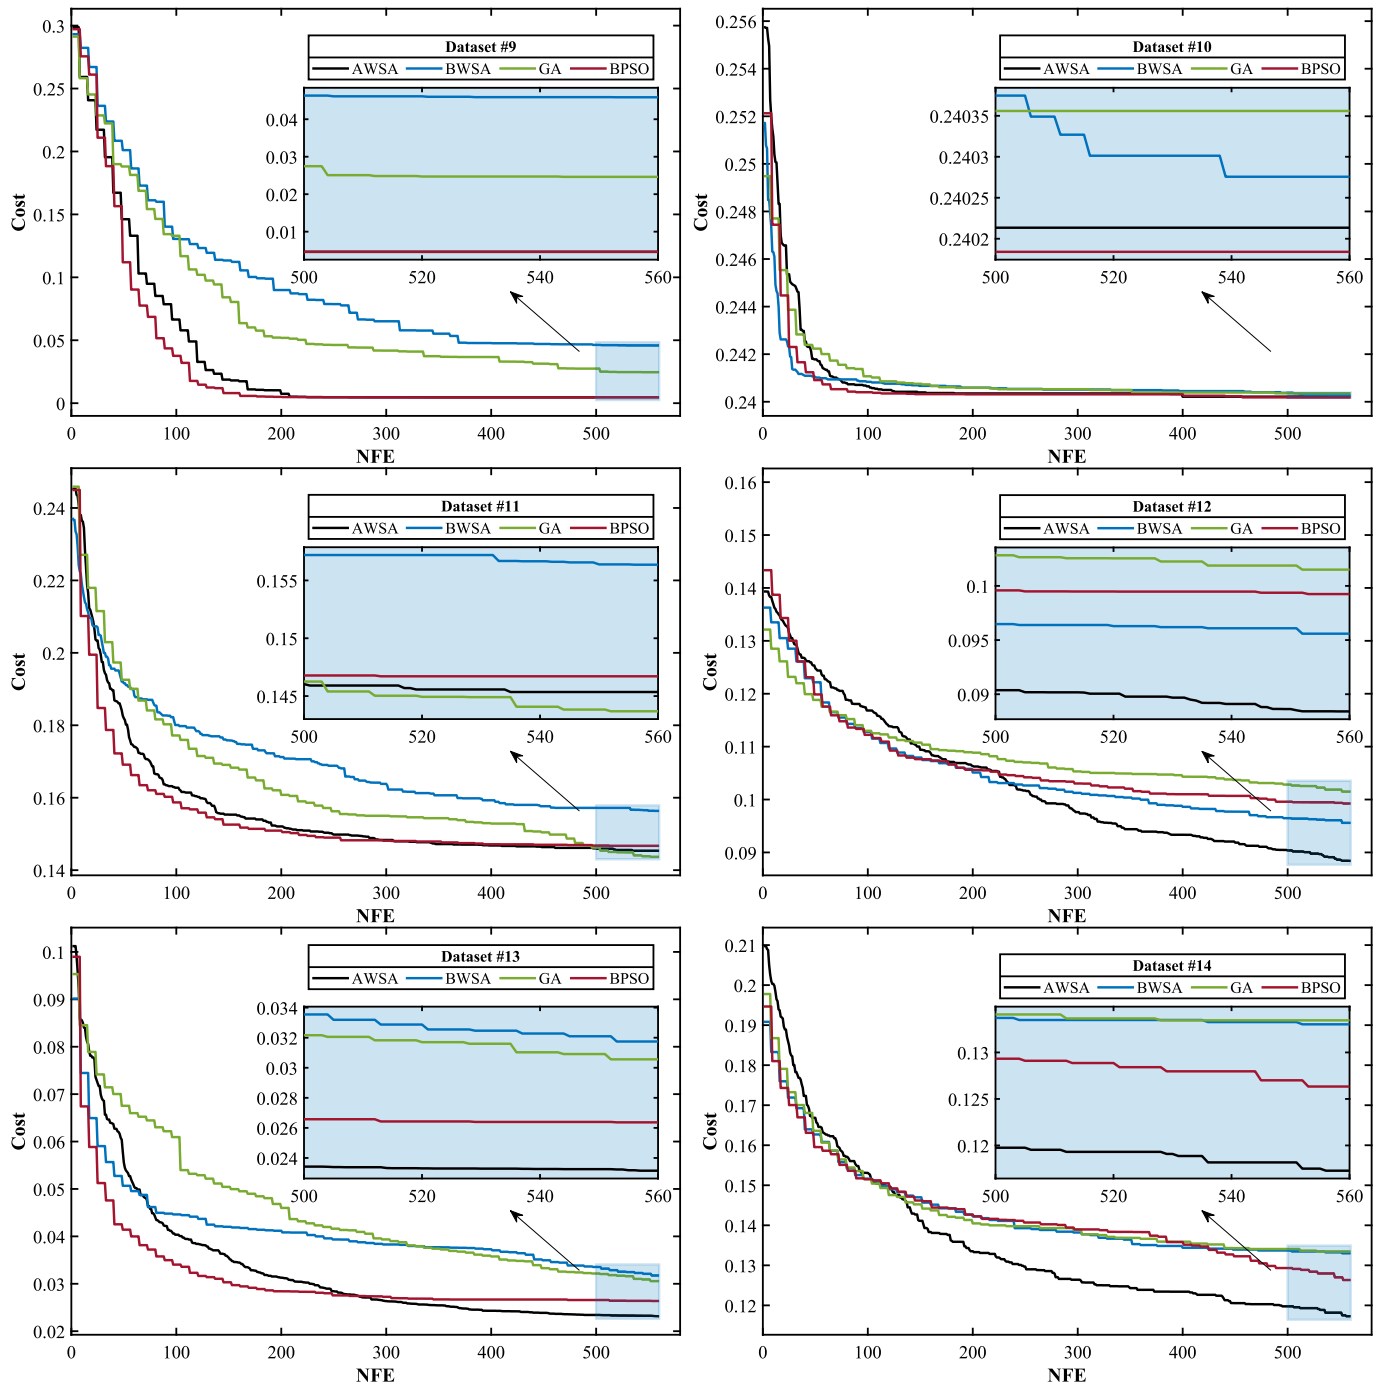 Dataset #9
AWSA BWSA GA BPSO
0.3
0.25
0.2
0.15
0.1
0.05
0
Cost
0.04
0.03
0.02
0.01
500 520 540 560
0 100 200 300 400 500
NFE
Dataset #10
AWSA BWSA GA BPSO
0.256
0.254
0.252
0.25
0.248
0.246
0.244
0.242
0.24
Cost
0.24035
0.2403
0.24025
0.2402
500 520 540 560
0 100 200 300 400 500
NFE
Dataset #11
AWSA BWSA GA BPSO
0.24
0.22
0.2
0.18
0.16
0.14
Cost
0.155
0.15
0.145
500 520 540 560
0 100 200 300 400 500
NFE
Dataset #12
AWSA BWSA GA BPSO
0.16
0.15
0.14
0.13
0.12
0.11
0.1
0.09
Cost
0.1
0.095
0.09
500 520 540 560
0 100 200 300 400 500
NFE
Dataset #13
AWSA BWSA GA BPSO
0.1
0.09
0.08
0.07
0.06
0.05
0.04
0.03
0.02
Cost
0.034
0.032
0.03
0.028
0.026
0.024
500 520 540 560
0 100 200 300 400 500
NFE
Dataset #14
AWSA BWSA GA BPSO
0.21
0.2
0.19
0.18
0.17
0.16
0.15
0.14
0.13
0.12
Cost
0.13
0.125
0.12
500 520 540 560
0 100 200 300 400 500
NFE